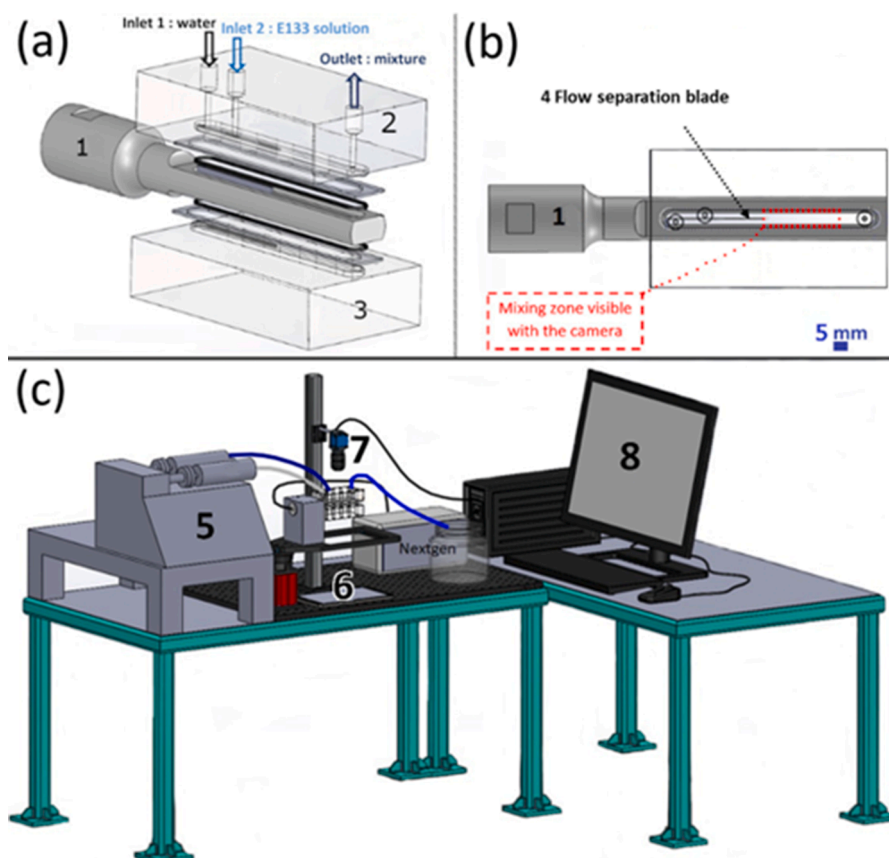 (a)
Inlet 1 : water
Inlet 2 : E133 solution
Outlet : mixture
1
2
3
(b)
4 Flow separation blade
1
Mixing zone visible
with the camera
5 mm
(c)
5
6
7
8
Nextgen